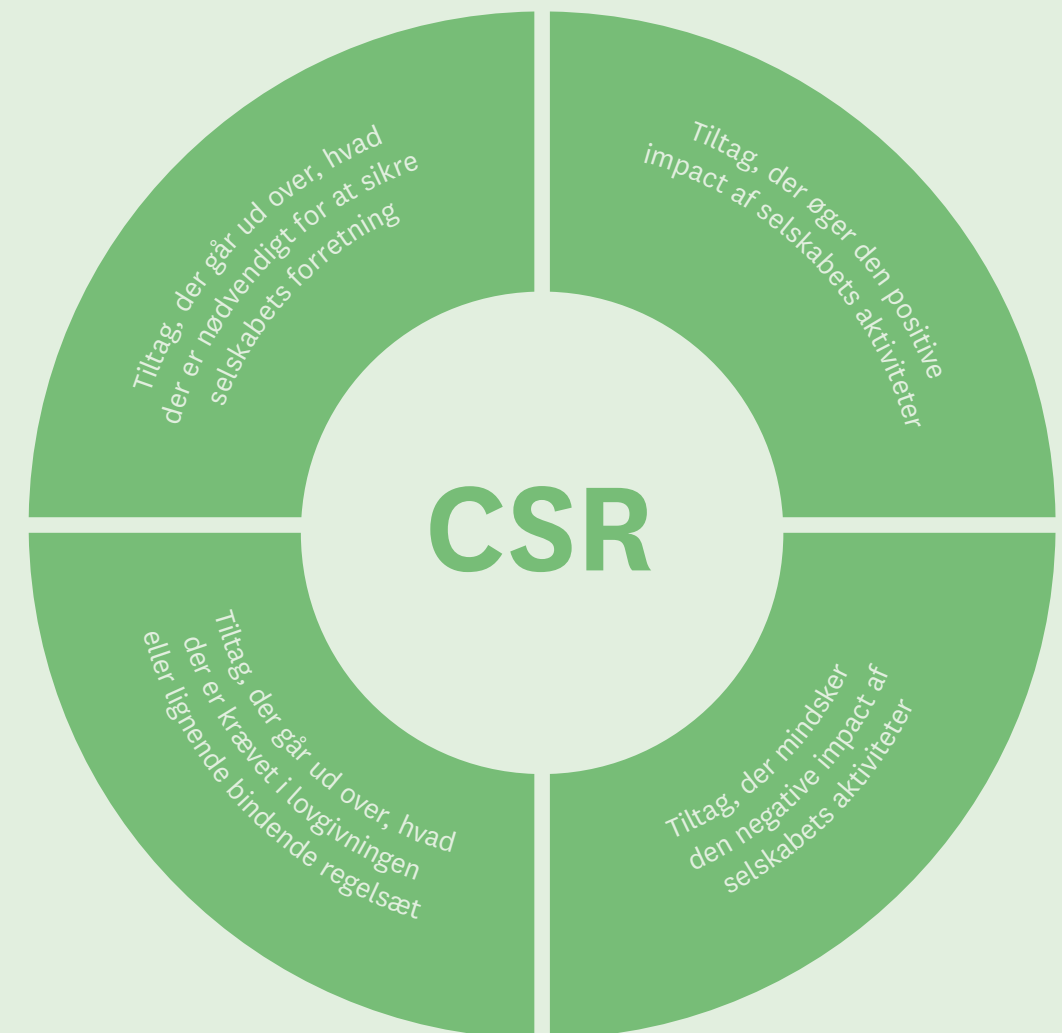 Tiltag, der går ud over, hvad
der er nødvendigt for at sikre
selskabets forretning
Tiltag, der øger den positive
impact af selskabets aktiviteter
CSR
Tiltag, der går ud over, hvad
der er krævet i lovgivningen
eller lignende bindende regelsæt
Tiltag, der mindsker
den negative impact af
selskabets aktiviteter